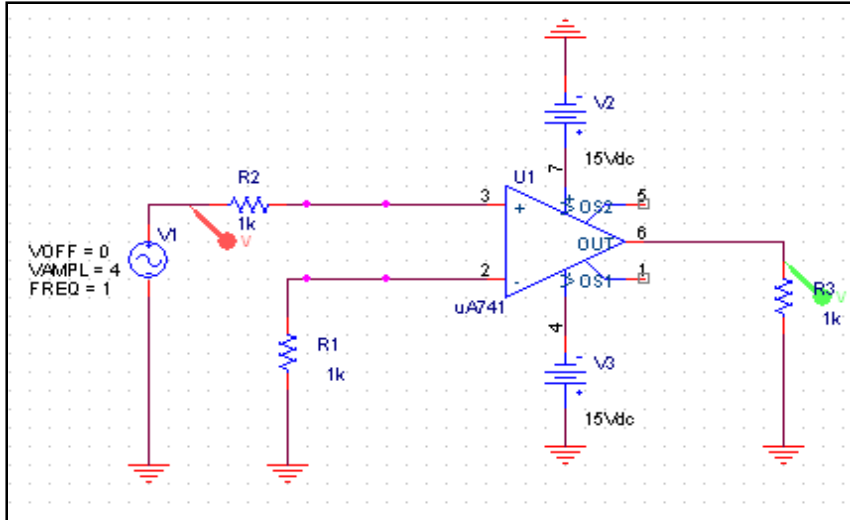 V2
15Vdc
7
U1
R2
1k
3
+
2
-
uA741
OS2
5
OUT
6
OS1
1
4
V1
V
VOFF = 0
VAMPL = 4
FREQ = 1
R1
1k
R3
V
1k
V3
15Vdc